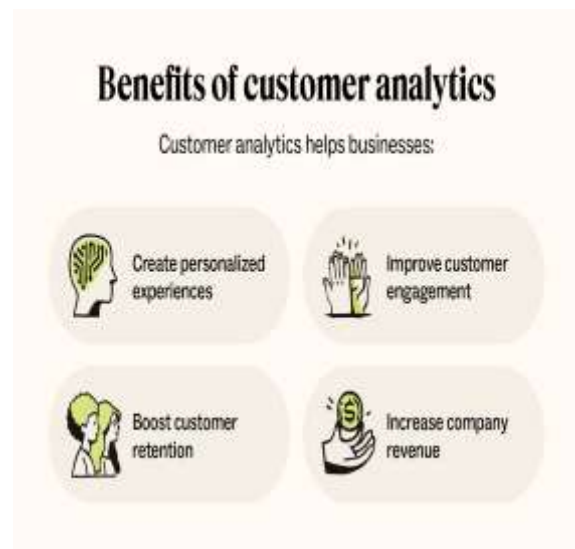 Benefits of customer analytics
Customer analytics helps businesses:
Create personalized
experiences
Improve customer
engagement
Boost customer
retention
$
Increase company
revenue